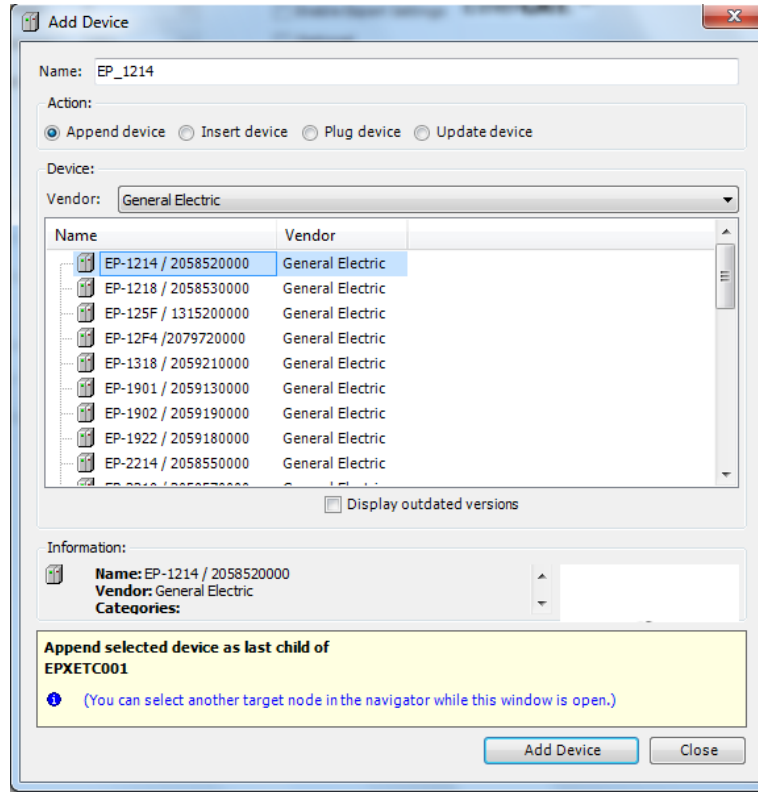 Add Device
Name: EP_1214
Action:
Append device Insert device Plug device Update device
Device:
Vendor: General Electric
Name Vendor
EP-1214 / 2058520000 General Electric
EP-1218 / 2058530000 General Electric
EP-125F / 1315200000 General Electric
EP-12F4 /2079720000 General Electric
EP-1318 / 2059210000 General Electric
EP-1901 / 2059130000 General Electric
EP-1902 / 2059190000 General Electric
EP-1922 / 2059180000 General Electric
EP-2214 / 2058550000 General Electric
Display outdated versions
Information:
Name: EP-1214 / 2058520000
Vendor: General Electric
Categories:
Append selected device as last child of
EPXETC001
(You can select another target node in the navigator while this window is open.)
Add Device Close